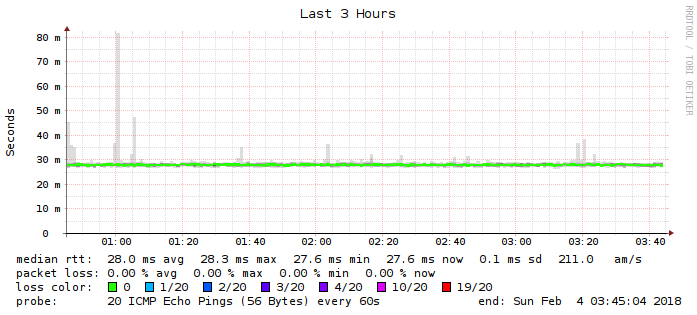 Last 3 Hours
RRDTOOL / TOBI OETIKER
Seconds
80 m
70 m
60 m
50 m
40 m
30 m
20 m
10 m
0
01:00 01:20 01:40 02:00 02:20 02:40 03:00 03:20 03:40
median rtt: 28.0 ms avg 28.3 ms max 27.6 ms min 27.6 ms now 0.1 ms sd 211.0 am/s
packet loss: 0.00 % avg 0.00 % max 0.00 % min 0.00 % now
loss color: 0 1/20 2/20 3/20 4/20 10/20 19/20
probe: 20 ICMP Echo Pings (56 Bytes) every 60s end: Sun Feb 4 03:45:04 2018